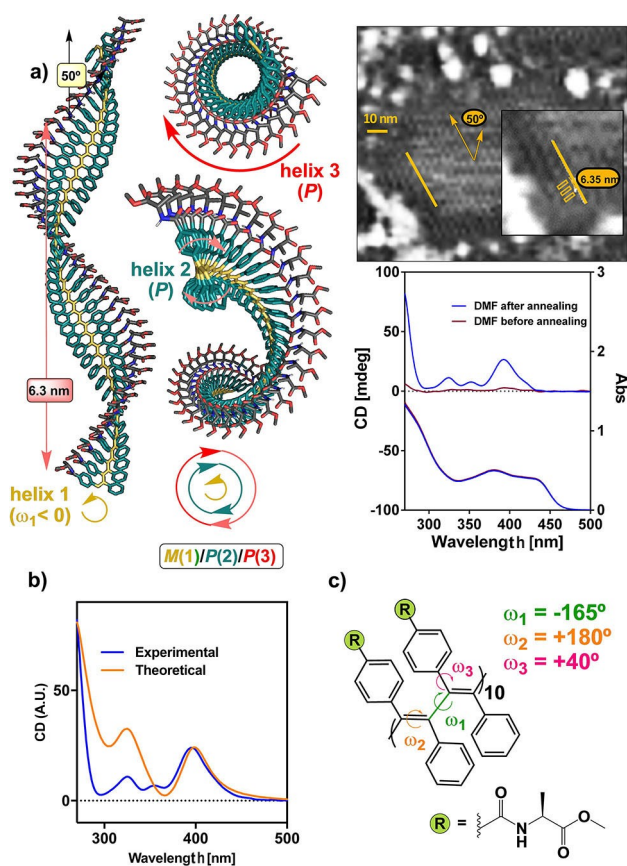 a)
50º
6.3 nm
helix 1
(ω₁< 0)
helix 3
(P)
helix 2
(P)
M(1)/P(2)/P(3)
10 nm
50º
6.35 nm
DMF after annealing
DMF before annealing
CD [mdeg]
100
50
0
-50
-100
Abs
3
2
1
0
300 350 400 450 500
Wavelength [nm]
b)
Experimental
Theoretical
CD (A.U.)
50
0
300 400 500
Wavelength [nm]
c)
ω₁ = -165º
ω₂ = +180º
ω₃ = +40º
R
R
ω₃
10
ω₁
ω₂
R =
O
N
H
O
O